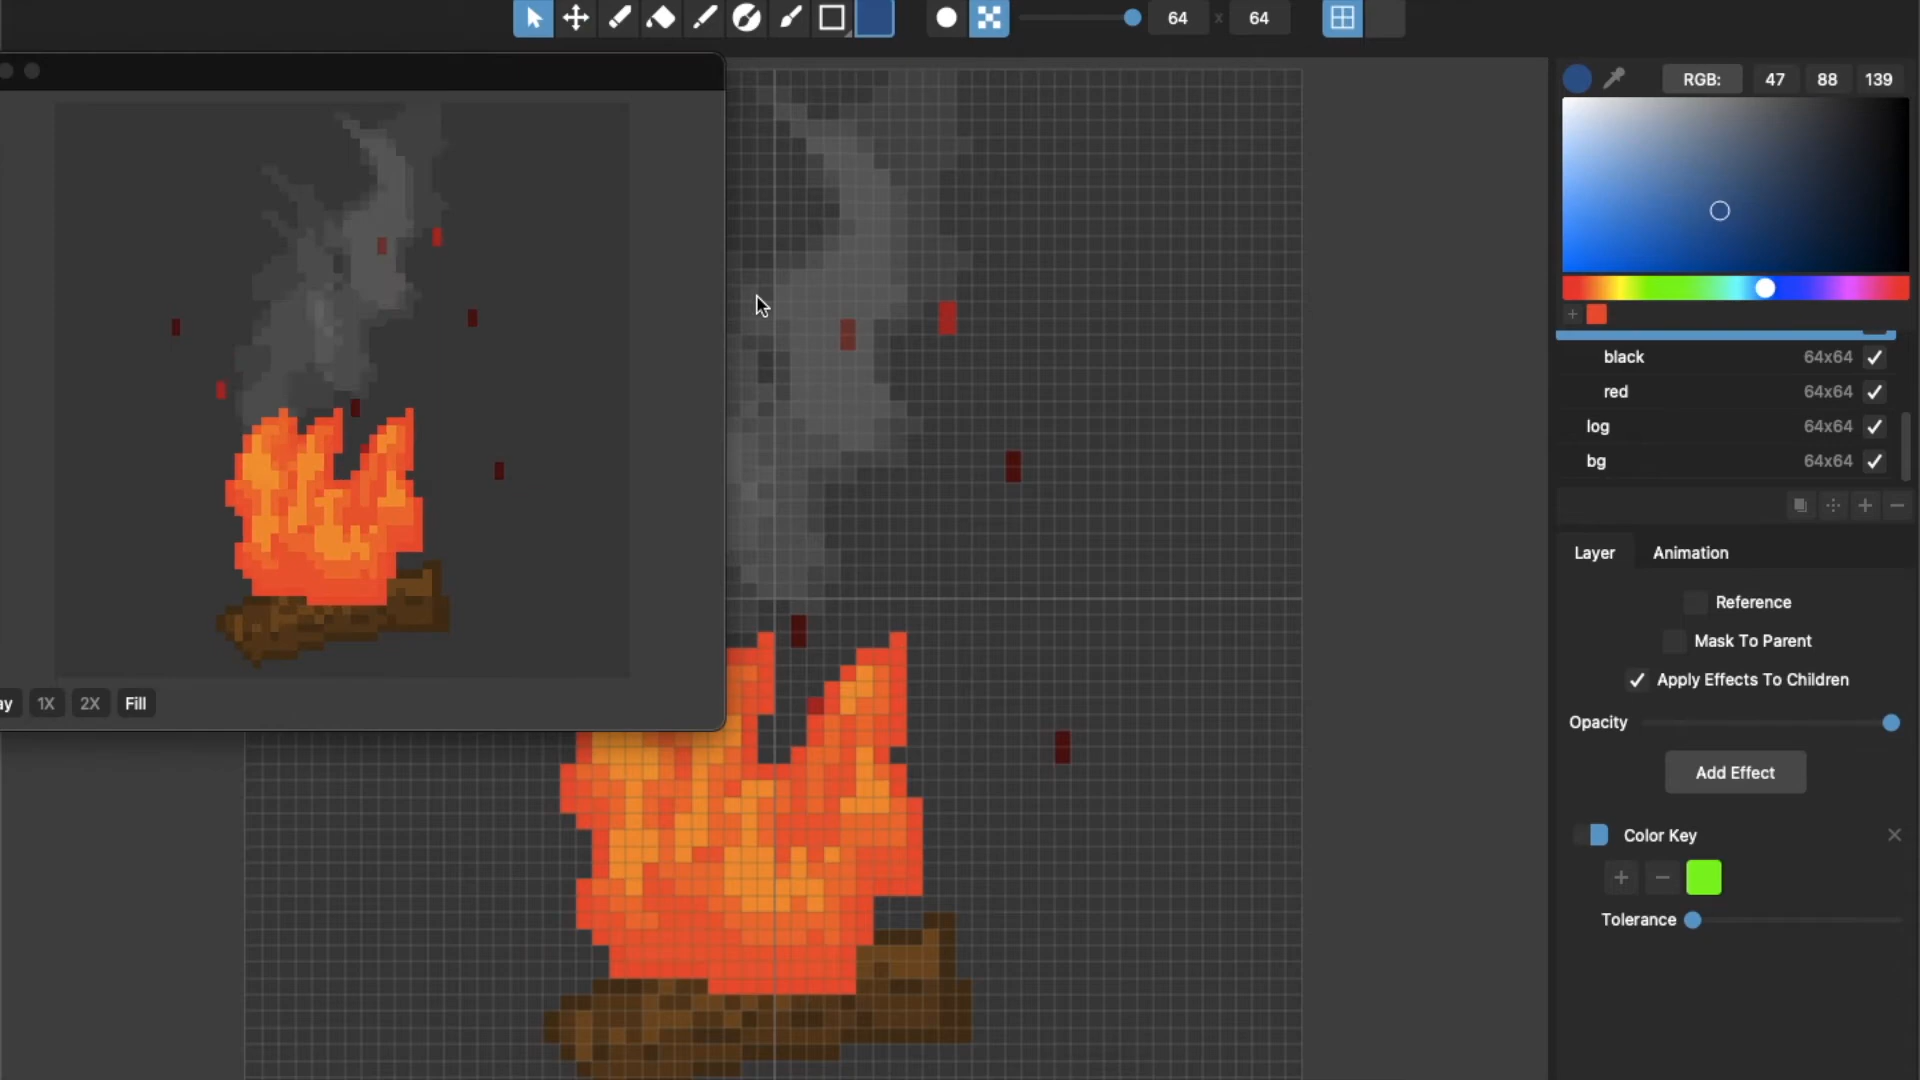 64 x 64
RGB: 47 88 139
black 64x64
red 64x64
log 64x64
bg 64x64
Layer Animation
Reference
Mask To Parent
Apply Effects To Children
Opacity
Add Effect
Color Key
Tolerance
ay 1X 2X Fill